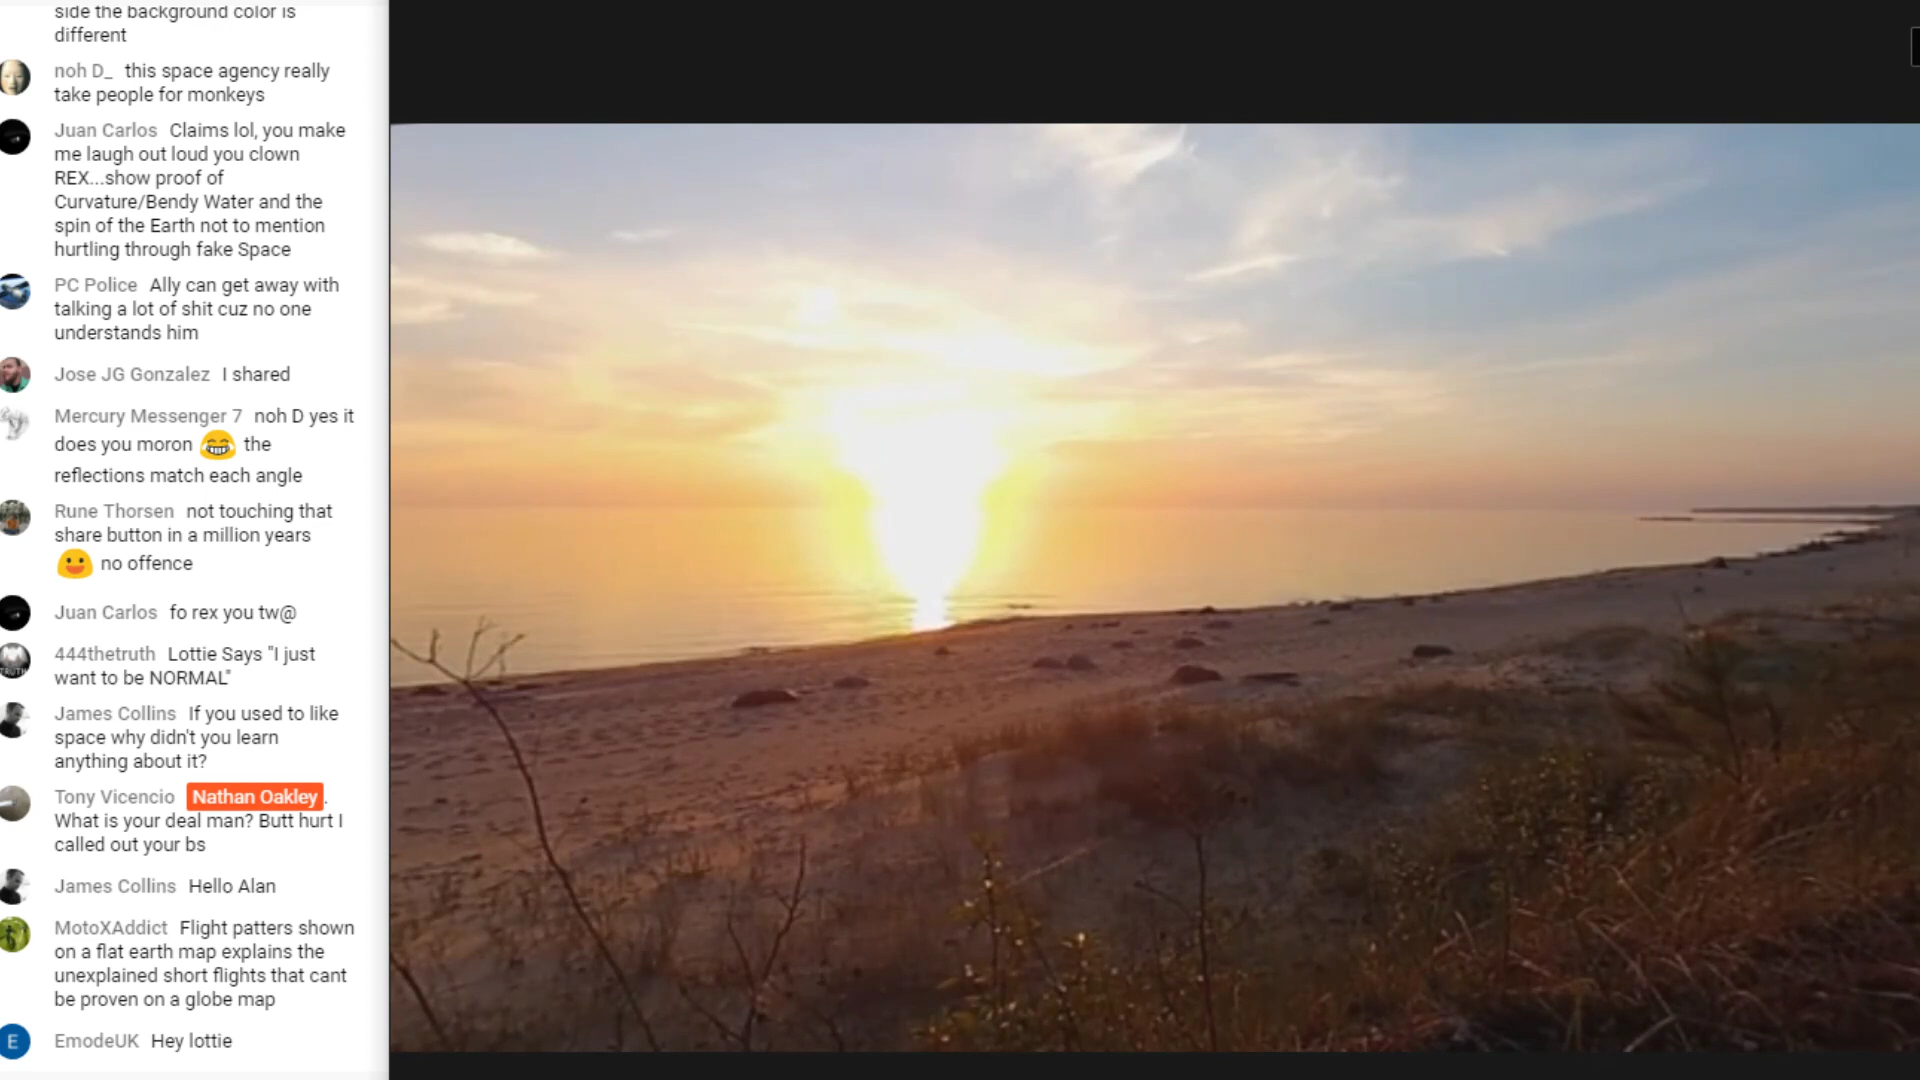 side the background color is
different
noh D_ this space agency really
take people for monkeys
Juan Carlos Claims lol, you make
me laugh out loud you clown
REX...show proof of
Curvature/Bendy Water and the
spin of the Earth not to mention
hurtling through fake Space
PC Police Ally can get away with
talking a lot of shit cuz no one
understands him
Jose JG Gonzalez I shared
Mercury Messenger 7 noh D yes it
does you moron 😂 the
reflections match each angle
Rune Thorsen not touching that
share button in a million years
😃 no offence
Juan Carlos fo rex you tw@
444thetruth Lottie Says "I just
want to be NORMAL"
James Collins If you used to like
space why didn't you learn
anything about it?
Tony Vicencio Nathan Oakley .
What is your deal man? Butt hurt I
called out your bs
James Collins Hello Alan
MotoXAddict Flight patters shown
on a flat earth map explains the
unexplained short flights that cant
be proven on a globe map
E EmodeUK Hey lottie